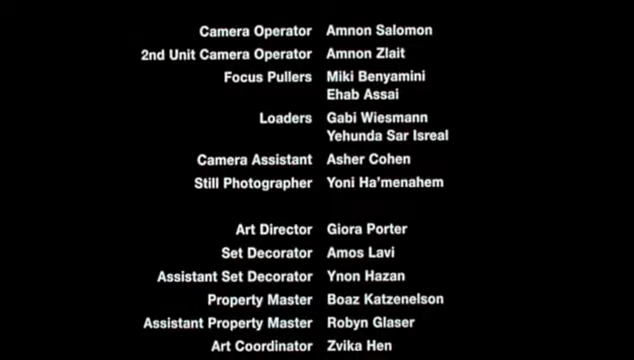 Camera Operator Amnon Salomon
2nd Unit Camera Operator Amnon Zlait
Focus Pullers Miki Benyamini
Ehab Assai
Loaders Gabi Wiesmann
Yehunda Sar Isreal
Camera Assistant Asher Cohen
Still Photographer Yoni Ha'menahem
Art Director Giora Porter
Set Decorator Amos Lavi
Assistant Set Decorator Ynon Hazan
Property Master Boaz Katzenelson
Assistant Property Master Robyn Glaser
Art Coordinator Zvika Hen